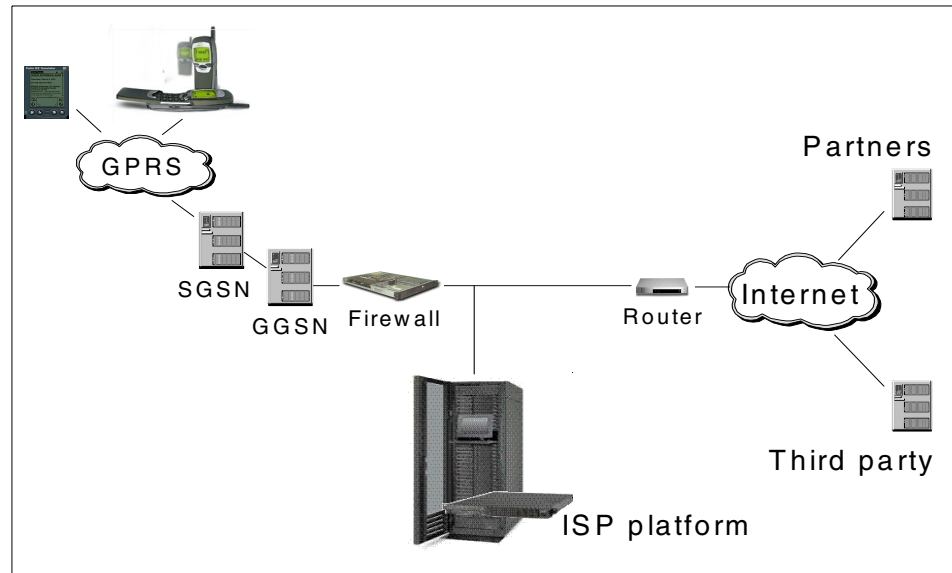 Partners
GPRS
SGSN
GGSN
Firewall
Router
Internet
Third party
ISP platform